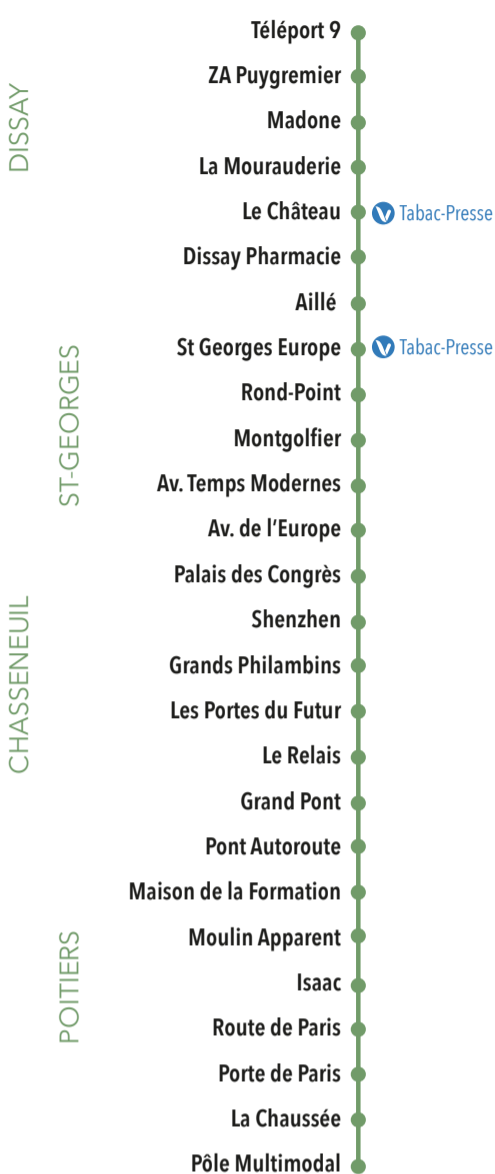 Téléport 9
ZA Puygremier
Madone
DISSAY
La Mourauderie
Le Château
Tabac-Presse
Dissay Pharmacie
Aillé
St Georges Europe
Tabac-Presse
Rond-Point
ST-GEORGES
Montgolfier
Av. Temps Modernes
Av. de l'Europe
Palais des Congrès
Shenzhen
Grands Philambins
CHASSENEUIL
Les Portes du Futur
Le Relais
Grand Pont
Pont Autoroute
Maison de la Formation
Moulin Apparent
Isaac
POITIERS
Route de Paris
Porte de Paris
La Chaussée
Pôle Multimodal